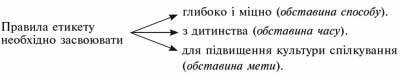 Правила етикету
необхідно засвоювати
глибоко і міцно (обставина способу).
з дитинства (обставина часу).
для підвищення культури спілкування
(обставина мети).